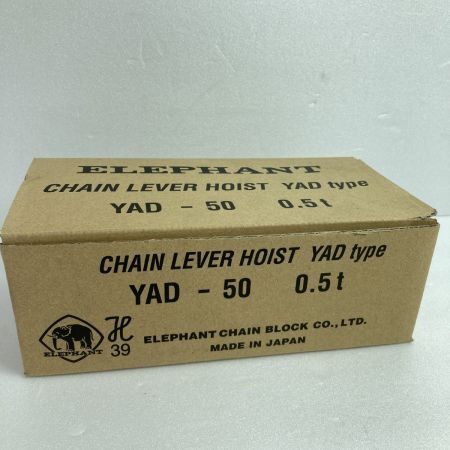 ELEPHANT
CHAIN LEVER HOIST YAD type
YAD - 50 0.5t
CHAIN LEVER HOIST YAD type
YAD - 50 0.5t
ELEPHANT
H
39
ELEPHANT CHAIN BLOCK CO., LTD.
MADE IN JAPAN